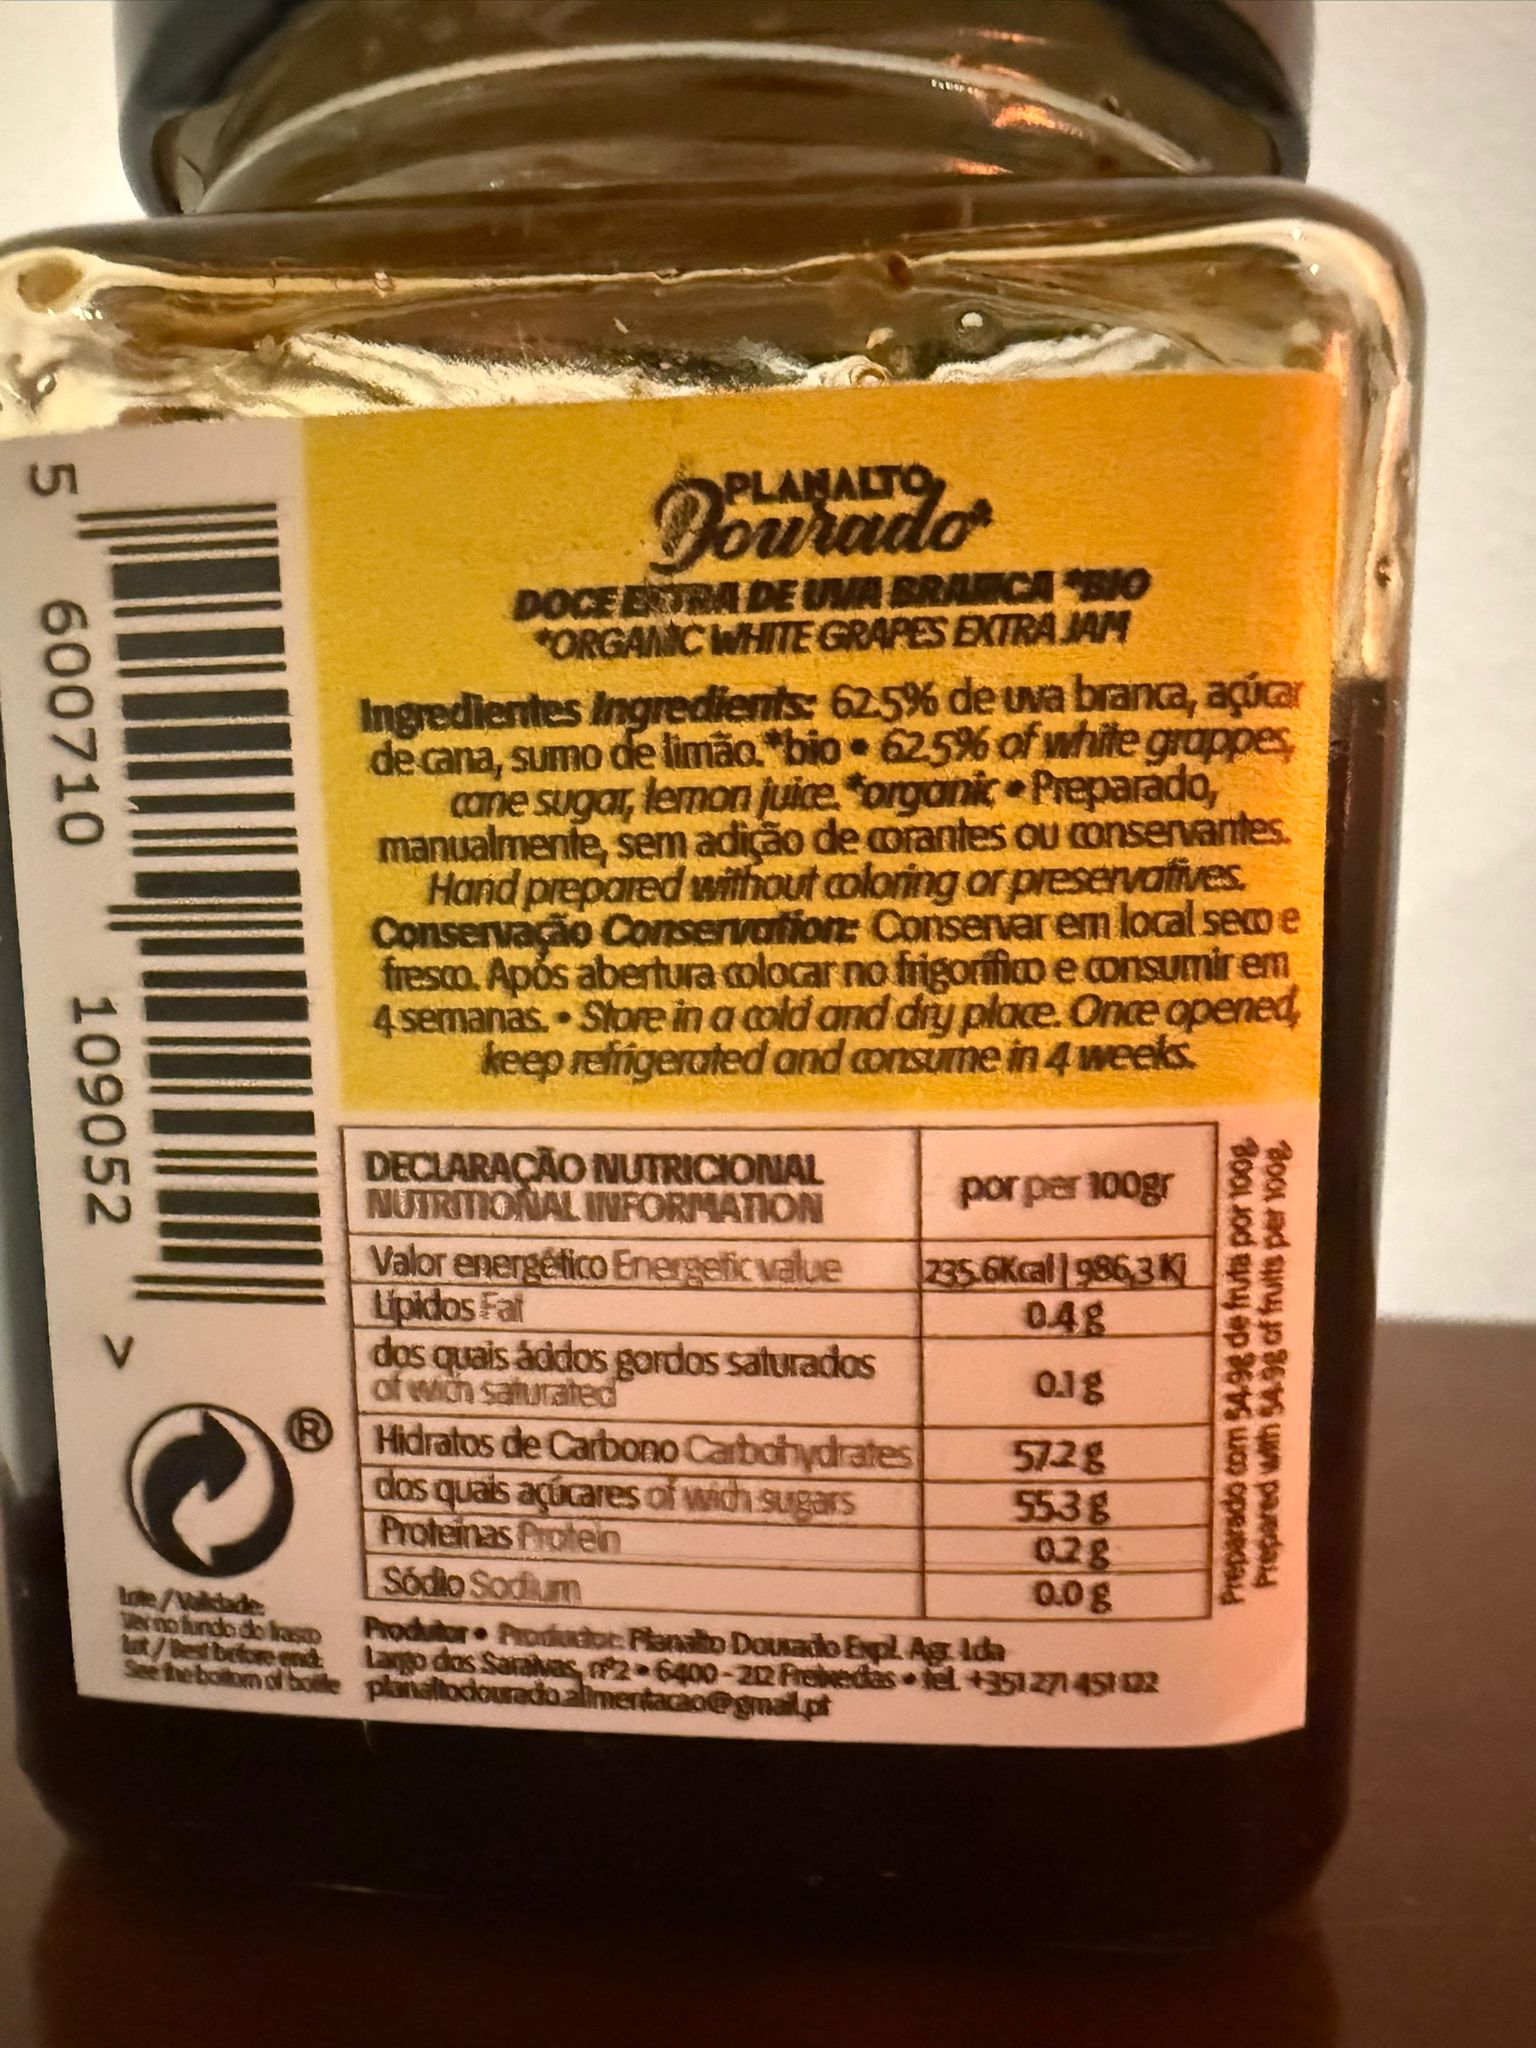 PLANALTO
Dourado*
DOCE EXTRA DE UVA BRANCA *BIO
*ORGANIC WHITE GRAPES EXTRA JAM
Ingredientes Ingredients: 62.5% de uva branca, açúcar
de cana, sumo de limão. *bio • 62.5% of white grappes,
cane sugar, lemon juice. *organic • Preparado,
manualmente, sem adição de corantes ou conservantes.
Hand prepared without coloring or preservatives.
Conservação Conservation: Conservar em local seco e
fresco. Após abertura colocar no frigorífico e consumir em
4 semanas. • Store in a cold and dry place. Once opened,
keep refrigerated and consume in 4 weeks.
5 600710 109052 >
DECLARAÇÃO NUTRICIONAL
NUTRITIONAL INFORMATION
por per 100gr
Valor energético Energetic value 235.6Kcal | 986,3 Kj
Lípidos Fat 0.4 g
dos quais ácidos gordos saturados
of wich saturated 0.1 g
Hidratos de Carbono Carbohydrates 57.2 g
dos quais açúcares of wich sugars 55.3 g
Proteínas Protein 0.2 g
Sódio Sodium 0.0 g
Preparado com 54.9g de fruta por 100g.
Prepared with 54.9g of fruits per 100g.
®
Lote / Validade:
Ver no fundo do frasco
Lot / Best before end:
See the bottom of bottle
Produtor • Productor: Planalto Dourado Expl. Agr. Lda
Largo das Saraivas, nº2 • 6400 - 212 Freixedas • tel. +351 271 451 122
planaltodourado.alimentacao@gmail.pt